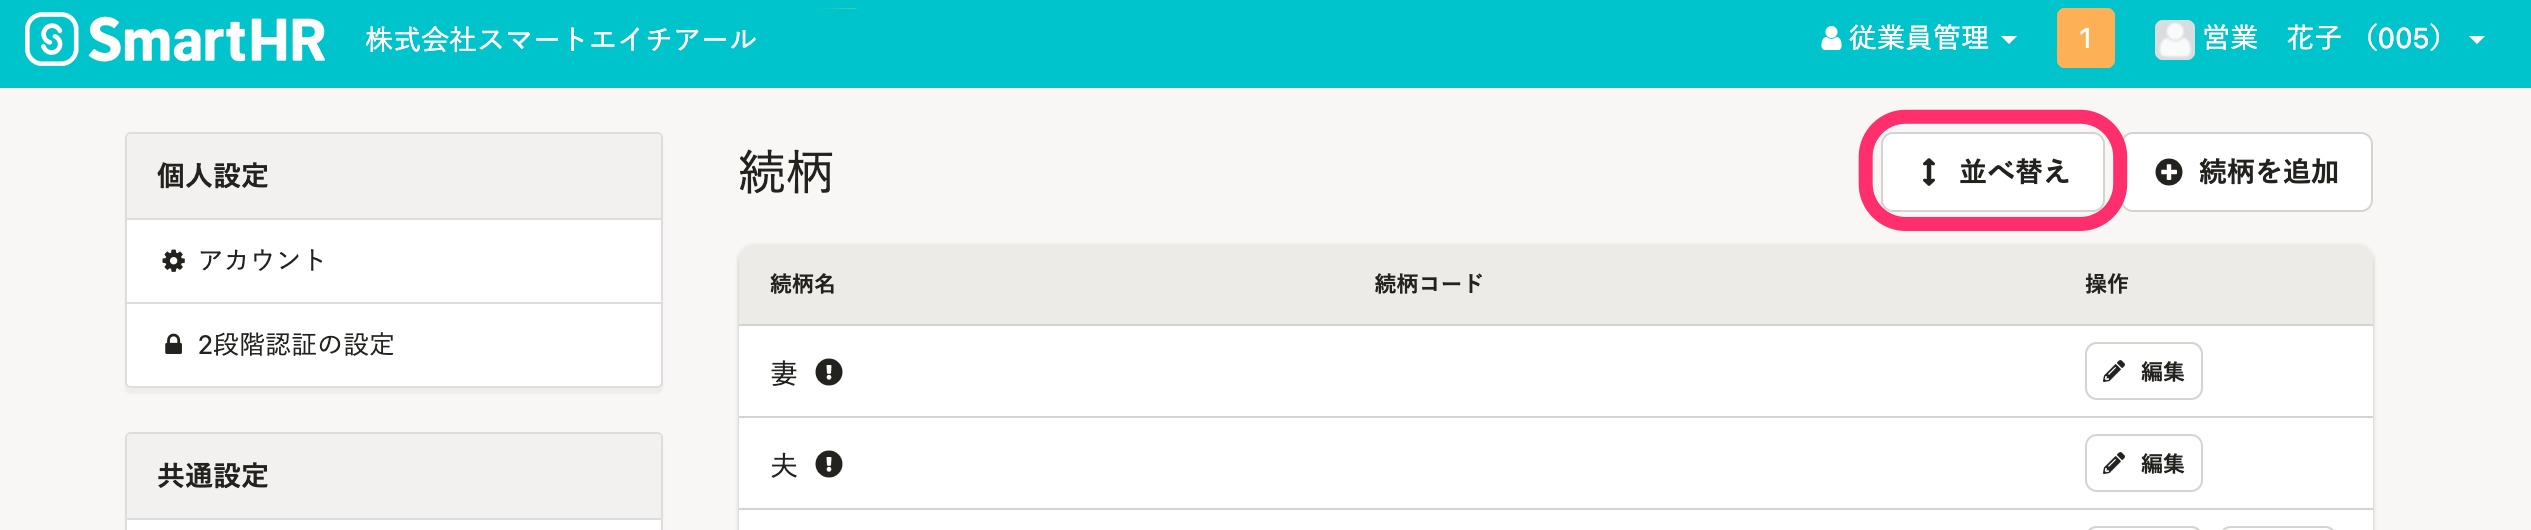 SmartHR 株式会社スマートエイチアール 従業員管理 1 営業 花子 (005)
個人設定
アカウント
2段階認証の設定
共通設定
続柄 並べ替え 続柄を追加
続柄名 続柄コード 操作
妻 編集
夫 編集